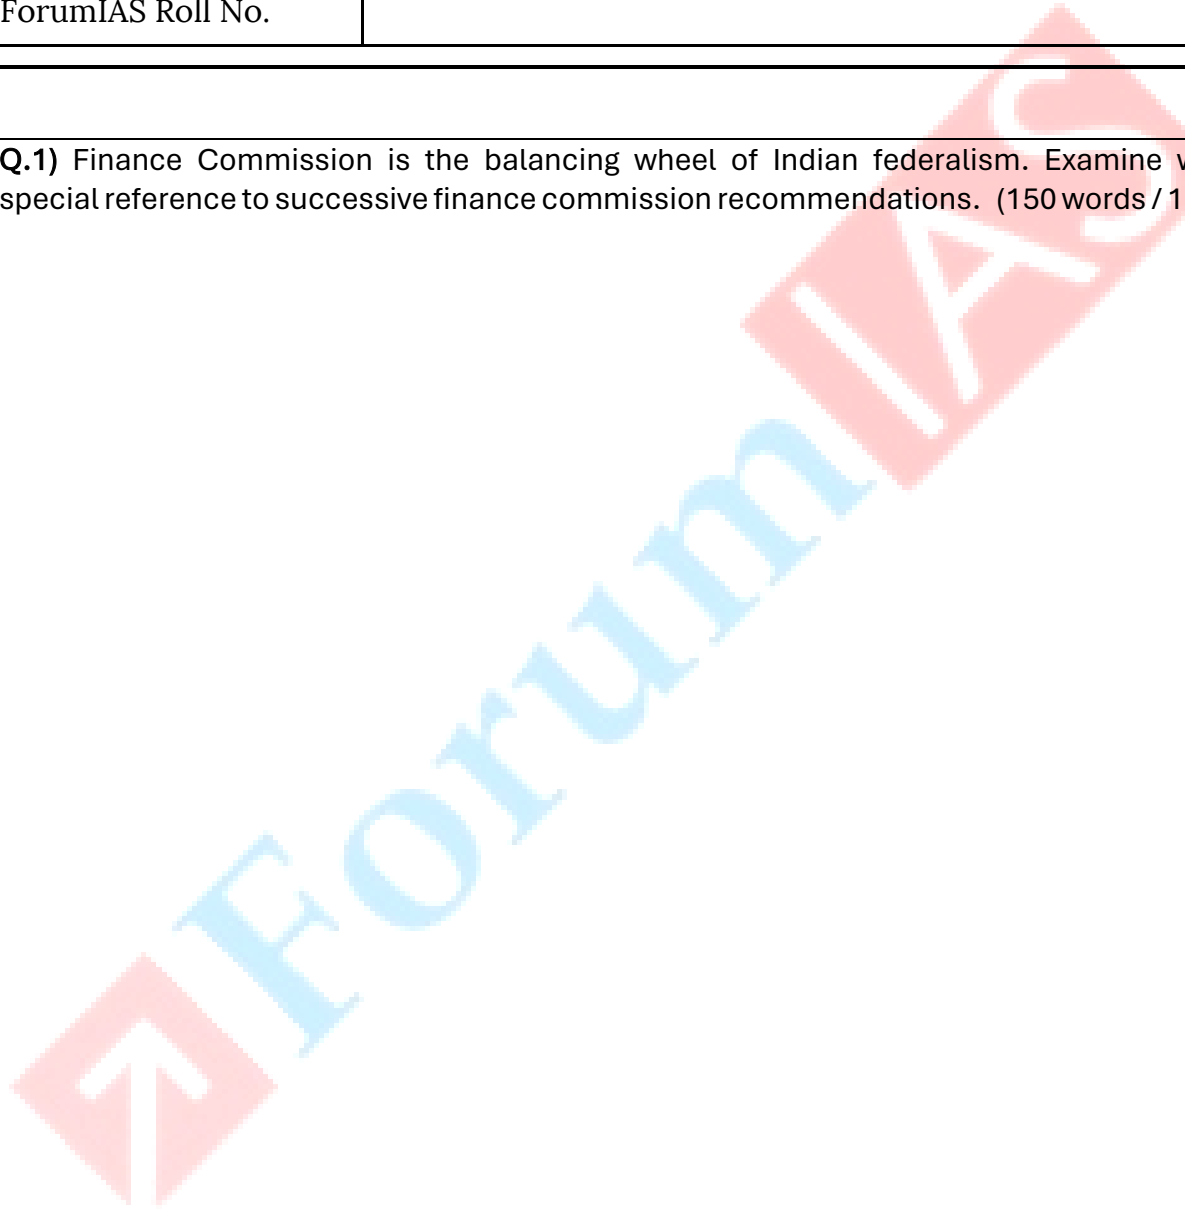 ForumIAS Roll No.
Q.1) Finance Commission is the balancing wheel of Indian federalism. Examine
special reference to successive finance commission recommendations. (150 words / 1
ForumIAS